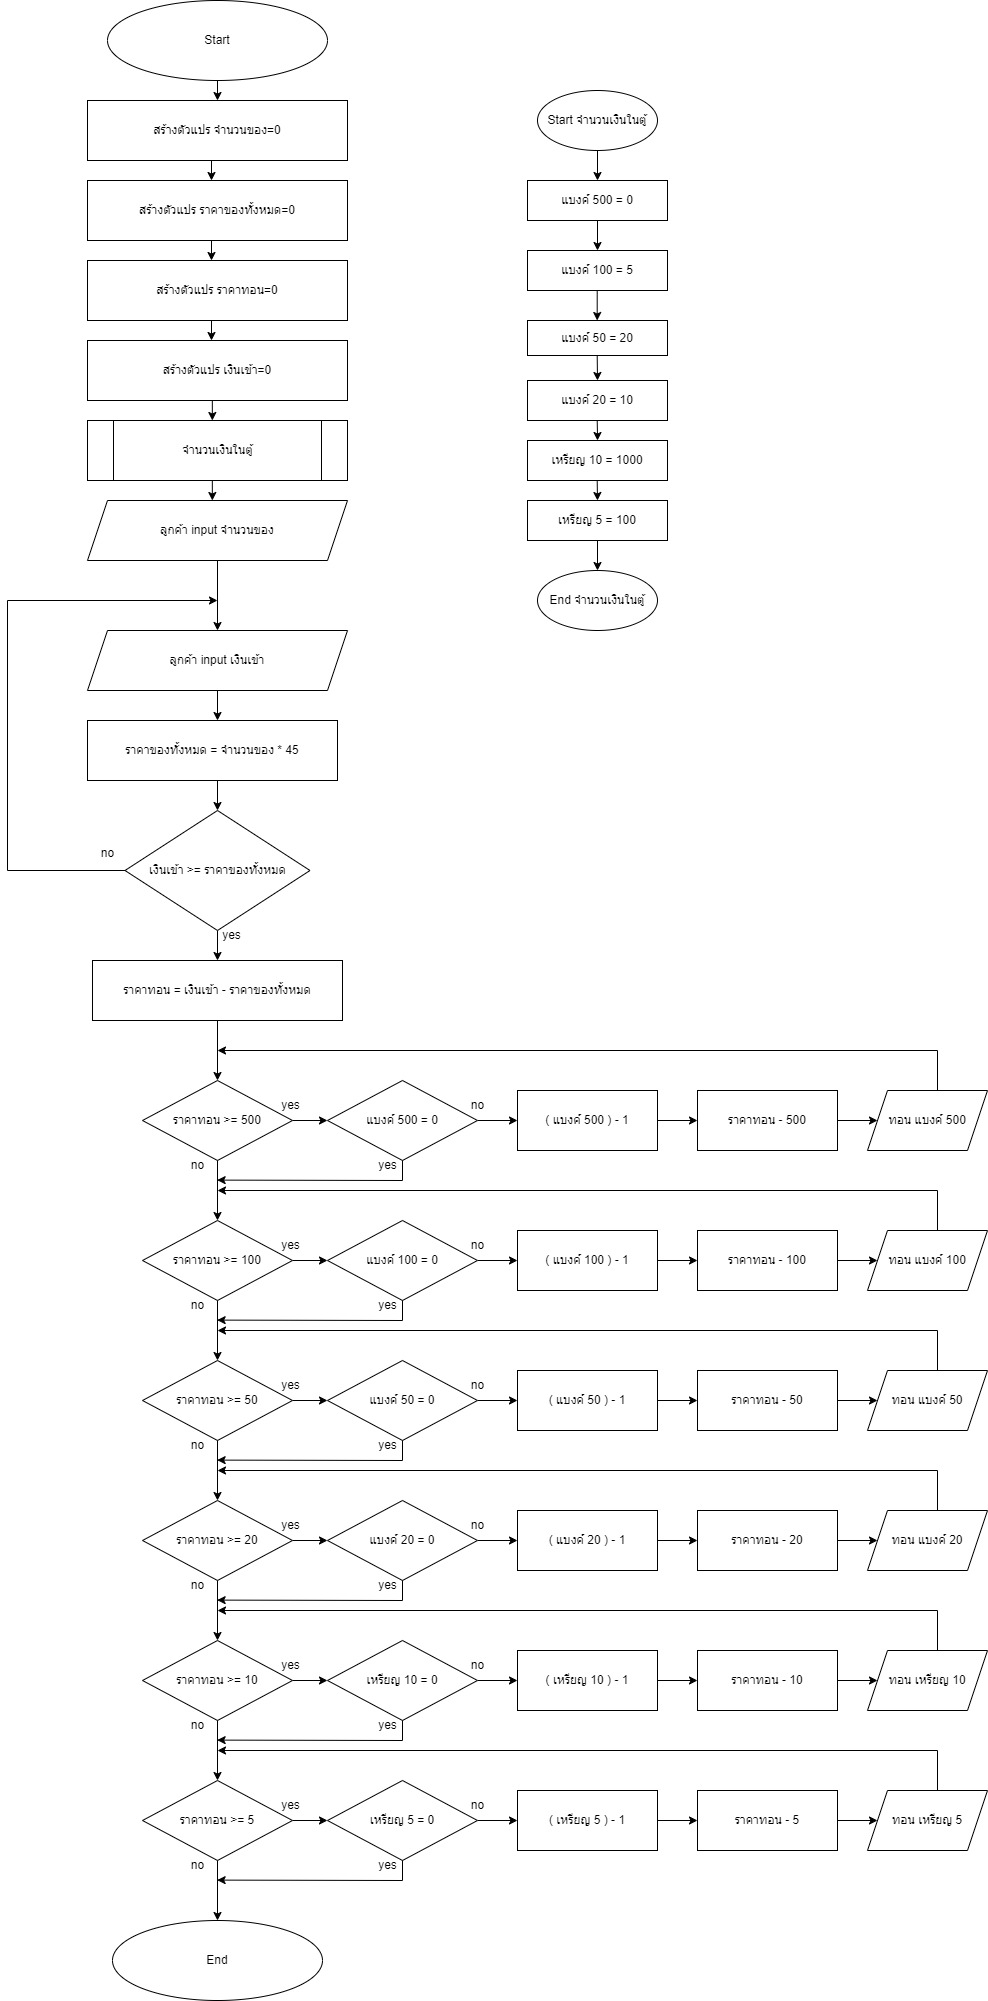 Start
สร้างตัวแปร จำนวนของ=0
สร้างตัวแปร ราคาของทั้งหมด=0
สร้างตัวแปร ราคาทอน=0
สร้างตัวแปร เงินเข้า=0
จำนวนเงินในตู้
ลูกค้า input จำนวนของ
ลูกค้า input เงินเข้า
ราคาของทั้งหมด = จำนวนของ * 45
no
เงินเข้า >= ราคาของทั้งหมด
yes
ราคาทอน = เงินเข้า - ราคาของทั้งหมด
Start จำนวนเงินในตู้
แบงค์ 500 = 0
แบงค์ 100 = 5
แบงค์ 50 = 20
แบงค์ 20 = 10
เหรียญ 10 = 1000
เหรียญ 5 = 100
End จำนวนเงินในตู้
ราคาทอน >= 500
yes
แบงค์ 500 = 0
no
( แบงค์ 500 ) - 1
ราคาทอน - 500
ทอน แบงค์ 500
no
yes
ราคาทอน >= 100
yes
แบงค์ 100 = 0
no
( แบงค์ 100 ) - 1
ราคาทอน - 100
ทอน แบงค์ 100
no
yes
ราคาทอน >= 50
yes
แบงค์ 50 = 0
no
( แบงค์ 50 ) - 1
ราคาทอน - 50
ทอน แบงค์ 50
no
yes
ราคาทอน >= 20
yes
แบงค์ 20 = 0
no
( แบงค์ 20 ) - 1
ราคาทอน - 20
ทอน แบงค์ 20
no
yes
ราคาทอน >= 10
yes
เหรียญ 10 = 0
no
( เหรียญ 10 ) - 1
ราคาทอน - 10
ทอน เหรียญ 10
no
yes
ราคาทอน >= 5
yes
เหรียญ 5 = 0
no
( เหรียญ 5 ) - 1
ราคาทอน - 5
ทอน เหรียญ 5
no
yes
End